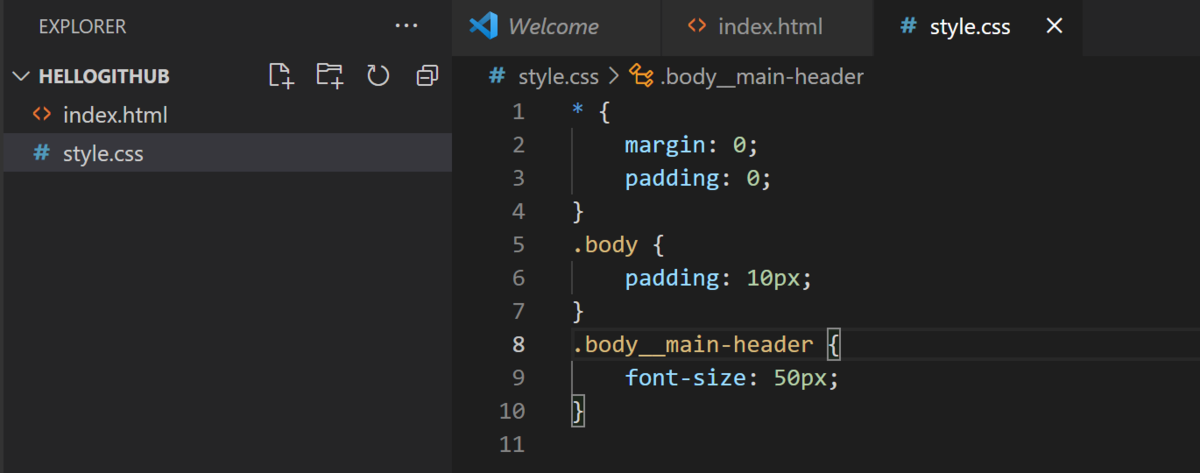 EXPLORER ...
HELLOGITHUB
<> index.html
# style.css
Welcome
<> index.html
# style.css ×
# style.css > .body__main-header
1 * {
2 margin: 0;
3 padding: 0;
4 }
5 .body {
6 padding: 10px;
7 }
8 .body__main-header {
9 font-size: 50px;
10 }
11